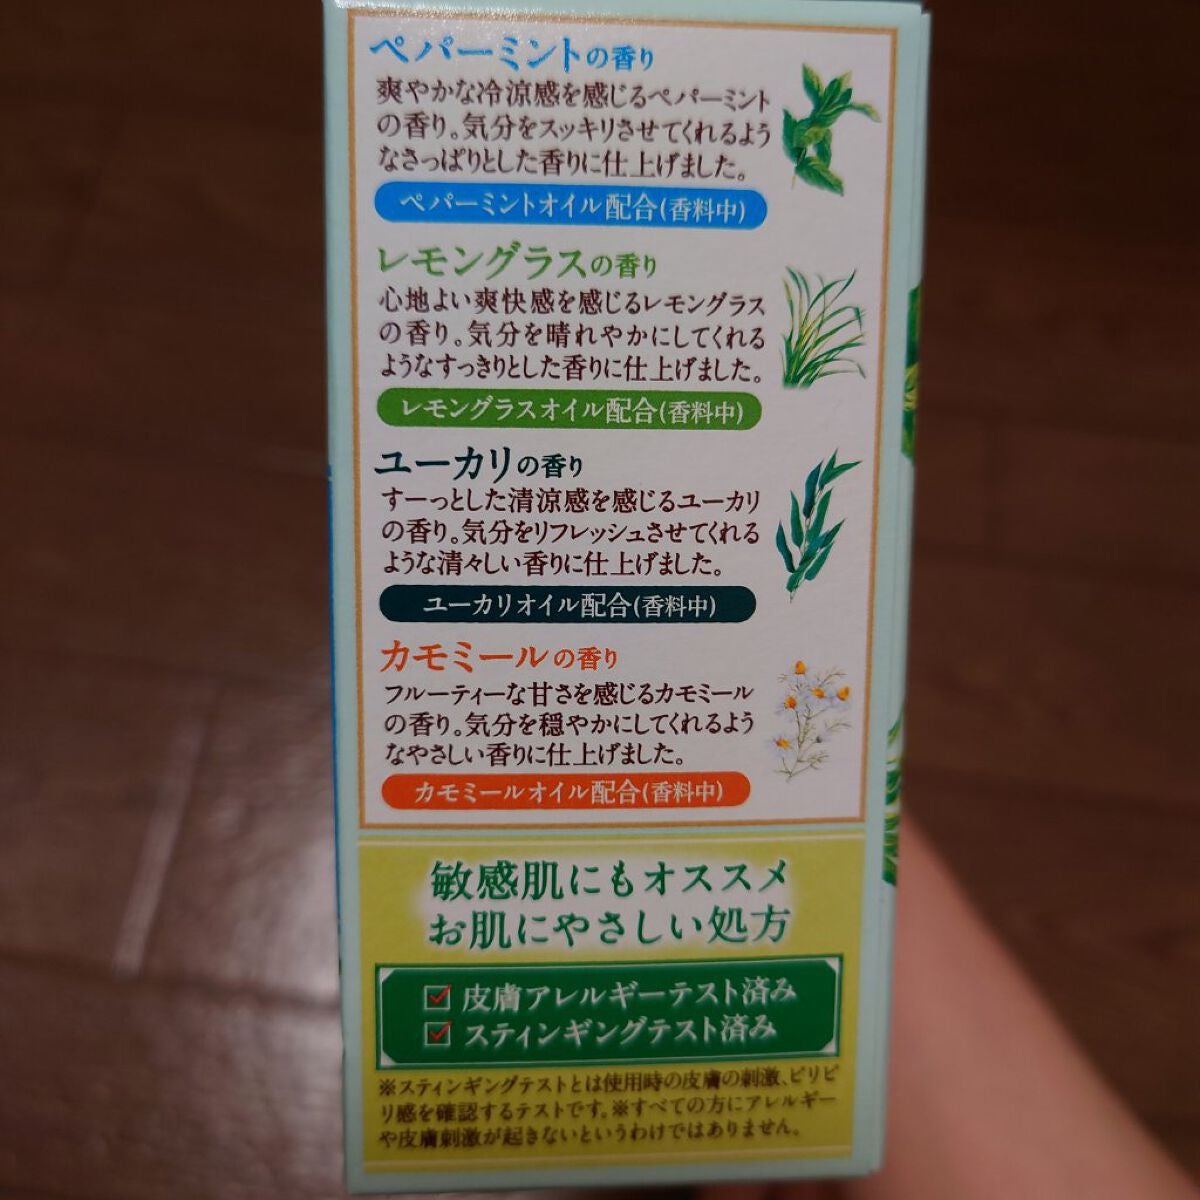 ペパーミントの香り
爽やかな冷涼感を感じるペパーミント
の香り。気分をスッキリさせてくれるよう
なさっぱりとした香りに仕上げました。
ペパーミントオイル配合(香料中)
レモングラスの香り
心地よい爽快感を感じるレモングラス
の香り。気分を晴れやかにしてくれる
ようなすっきりとした香りに仕上げました。
レモングラスオイル配合(香料中)
ユーカリの香り
すーっとした清涼感を感じるユーカリ
の香り。気分をリフレッシュさせてくれる
ような清々しい香りに仕上げました。
ユーカリオイル配合(香料中)
カモミールの香り
フルーティーな甘さを感じるカモミール
の香り。気分を穏やかにしてくれるよう
なやさしい香りに仕上げました。
カモミールオイル配合(香料中)
敏感肌にもオススメ
お肌にやさしい処方
皮膚アレルギーテスト済み
スティンギングテスト済み
※スティンギングテストとは使用時の皮膚の刺激、ピリピ
リ感を確認するテストです。※すべての方にアレルギー
や皮膚刺激が起きないというわけではありません。